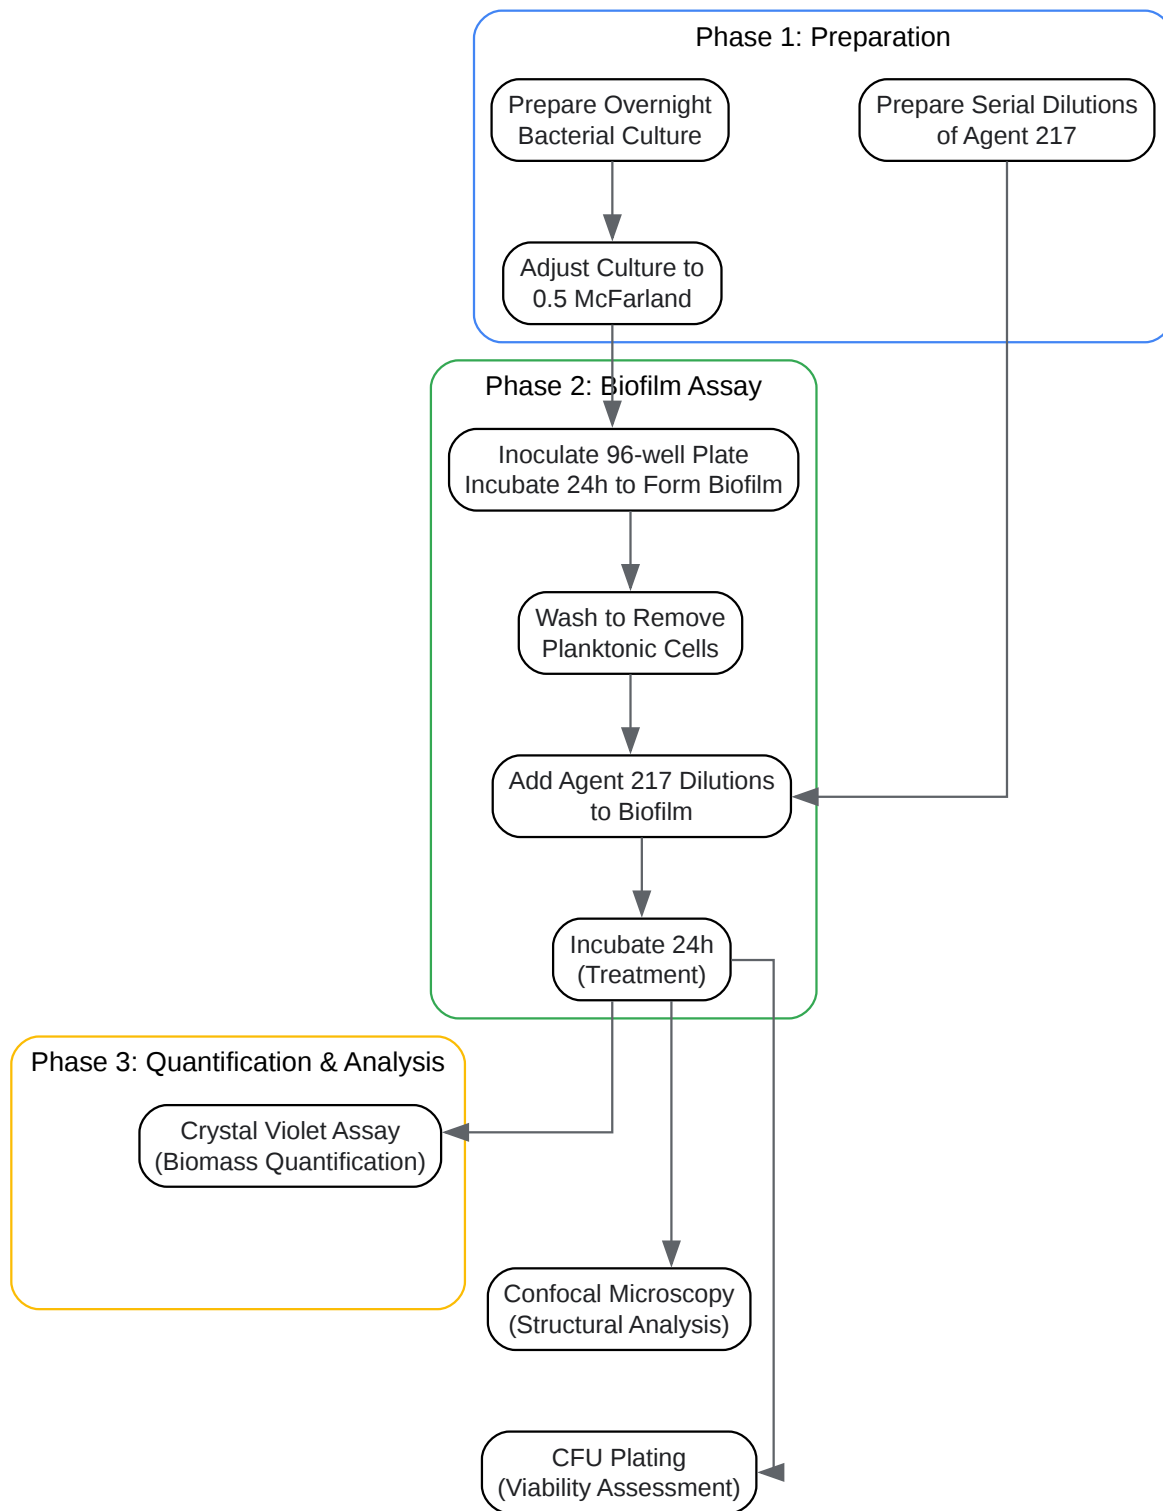 Phase 1: Preparation
Prepare Overnight
Bacterial Culture
Prepare Serial Dilutions
of Agent 217
Adjust Culture to
0.5 McFarland
Phase 2: Biofilm Assay
Inoculate 96-well Plate
Incubate 24h to Form Biofilm
Wash to Remove
Planktonic Cells
Add Agent 217 Dilutions
to Biofilm
Incubate 24h
(Treatment)
Phase 3: Quantification & Analysis
Crystal Violet Assay
(Biomass Quantification)
Confocal Microscopy
(Structural Analysis)
CFU Plating
(Viability Assessment)